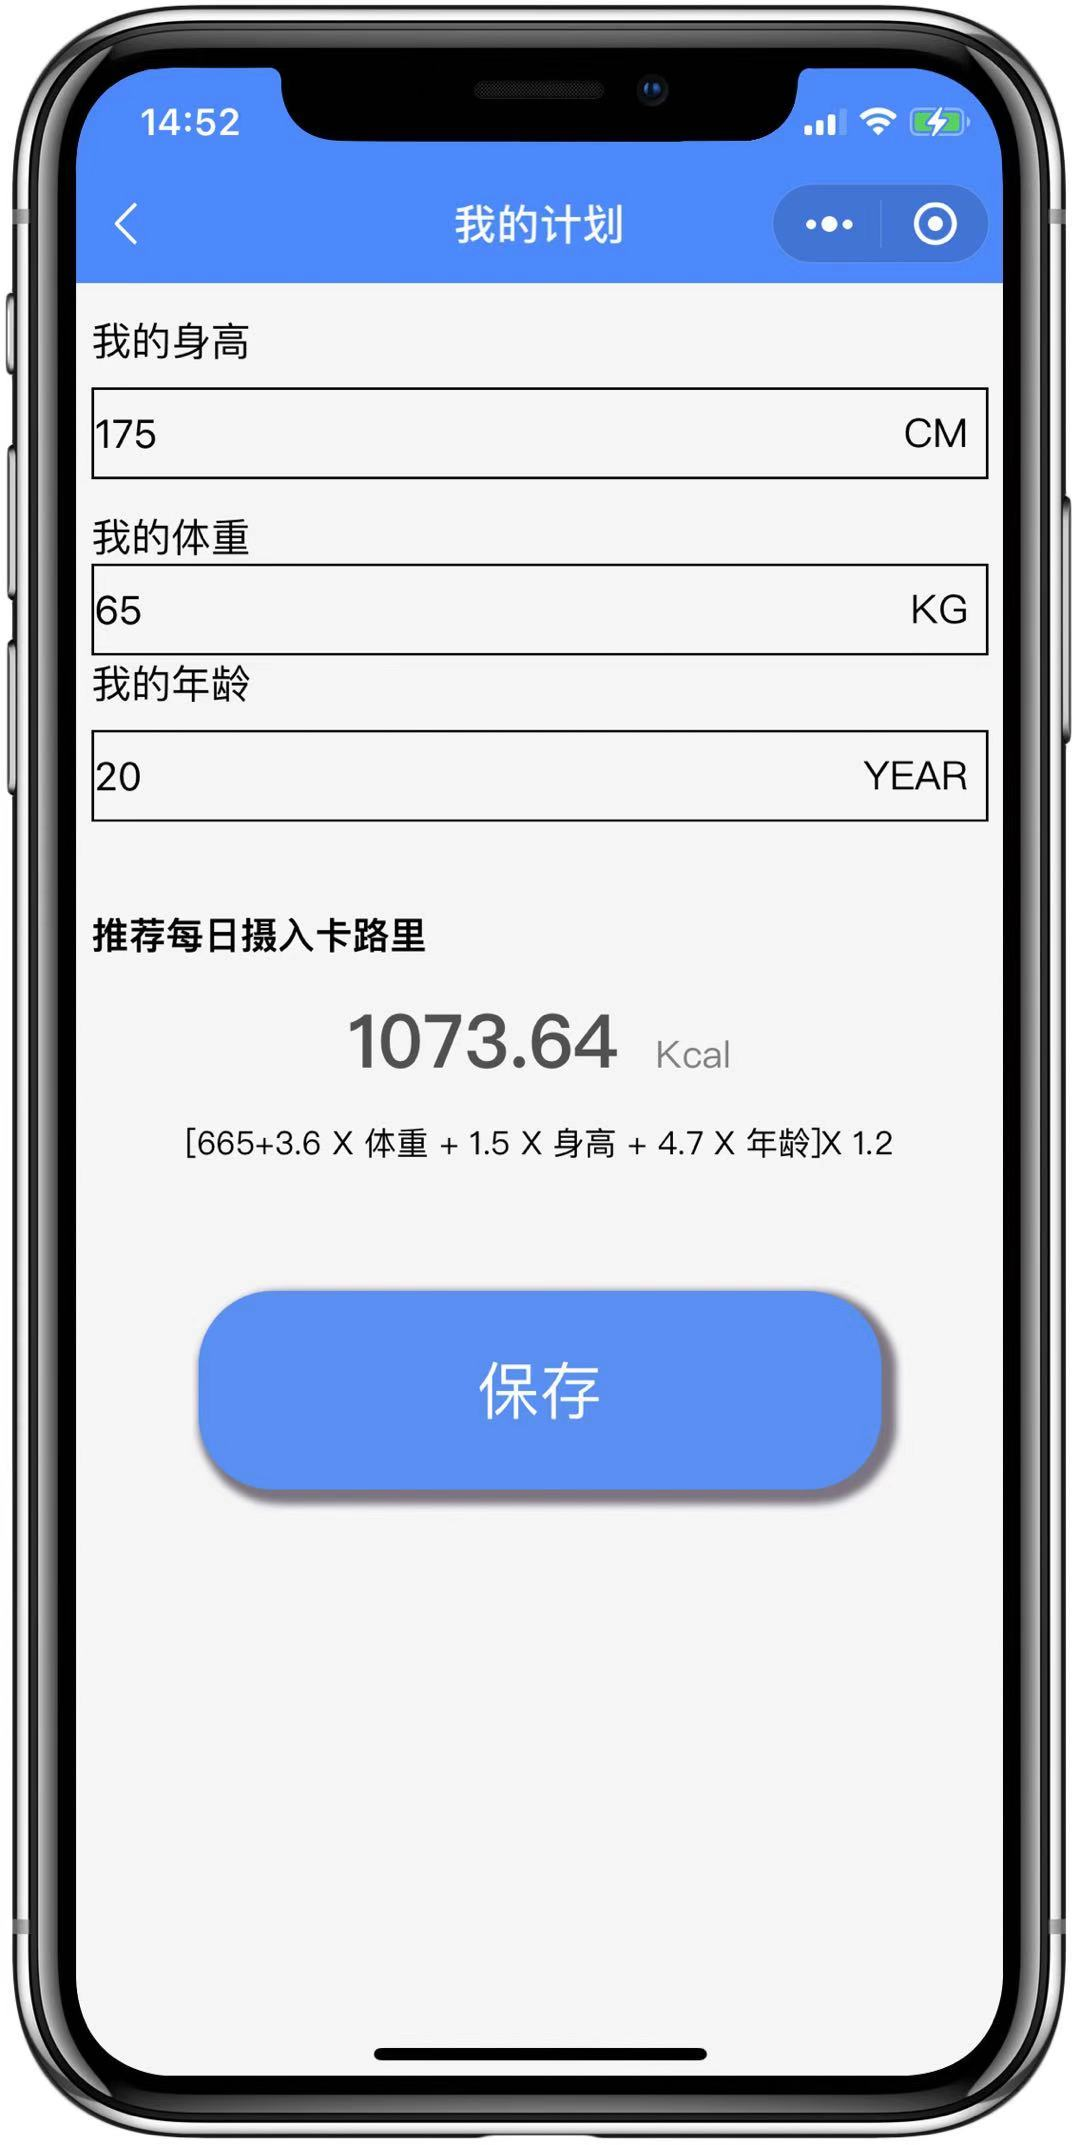 14:52
我的计划
我的身高
175 CM
我的体重
65 KG
我的年龄
20 YEAR
推荐每日摄入卡路里
1073.64 Kcal
[665+3.6 X 体重 + 1.5 X 身高 + 4.7 X 年龄]X 1.2
保存